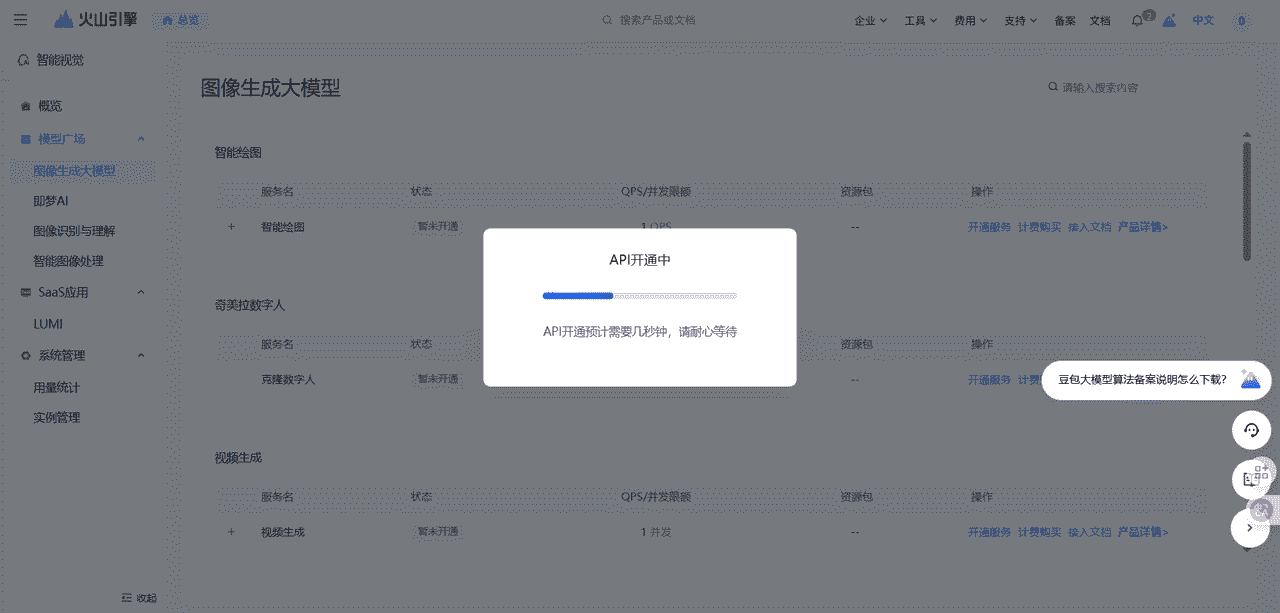 火山引擎 总览 搜索产品或文档 企业 工具 费用 支持 备案 文档 2 中文
智能视觉
概览
模型广场
图像生成大模型
即梦AI
图像识别与理解
智能图像处理
SaaS应用
LUMI
系统管理
用量统计
实例管理
收起
图像生成大模型 请输入搜索内容
智能绘图
服务名 状态 QPS/并发限额 资源包 操作
+ 智能绘图 暂未开通 1 QPS -- 开通服务 计费购买 接入文档 产品详情>
奇美拉数字人
服务名 状态 资源包 操作
克隆数字人 暂未开通 -- 开通服务 计费
视频生成
服务名 状态 QPS/并发限额 资源包 操作
+ 视频生成 暂未开通 1 并发 -- 开通服务 计费购买 接入文档 产品详情>
API开通中
API开通预计需要几秒钟，请耐心等待
豆包大模型算法备案说明怎么下载?